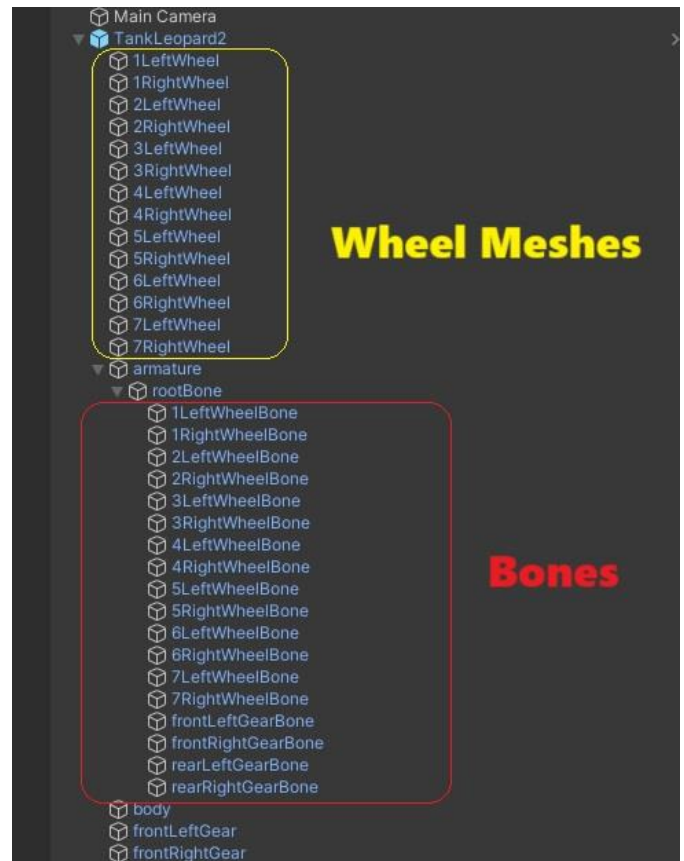 Main Camera
TankLeopard2
1LeftWheel
1RightWheel
2LeftWheel
2RightWheel
3LeftWheel
3RightWheel
4LeftWheel
4RightWheel
5LeftWheel
5RightWheel
6LeftWheel
6RightWheel
7LeftWheel
7RightWheel
Wheel Meshes
armature
rootBone
1LeftWheelBone
1RightWheelBone
2LeftWheelBone
2RightWheelBone
3LeftWheelBone
3RightWheelBone
4LeftWheelBone
4RightWheelBone
5LeftWheelBone
5RightWheelBone
6LeftWheelBone
6RightWheelBone
7LeftWheelBone
7RightWheelBone
frontLeftGearBone
frontRightGearBone
rearLeftGearBone
rearRightGearBone
Bones
body
frontLeftGear
frontRightGear